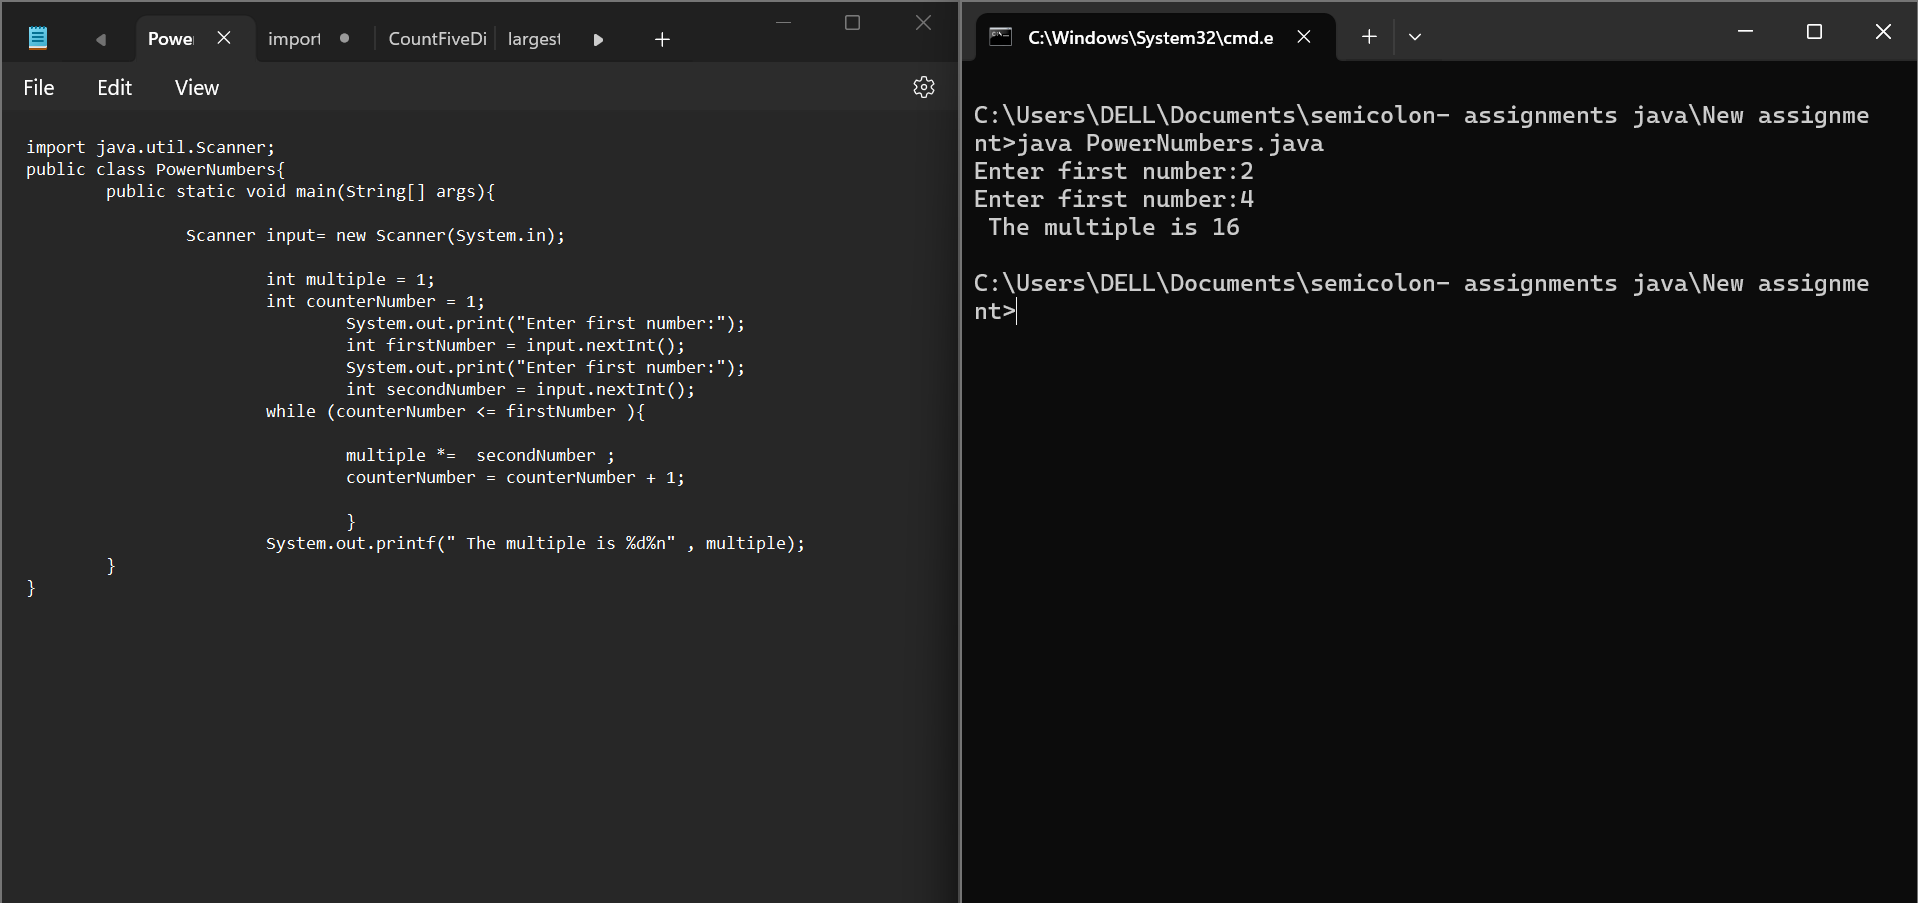 Powe
import
CountFiveDi
largest
File
Edit
View
import java.util.Scanner;
public class PowerNumbers{
public static void main(String[] args){
Scanner input= new Scanner(System.in);
int multiple = 1;
int counterNumber = 1;
System.out.print("Enter first number:");
int firstNumber = input.nextInt();
System.out.print("Enter first number:");
int secondNumber = input.nextInt();
while (counterNumber <= firstNumber ){
multiple *=  secondNumber ;
counterNumber = counterNumber + 1;
}
System.out.printf(" The multiple is %d%n" , multiple);
}
}
C:\Windows\System32\cmd.e
C:\Users\DELL\Documents\semicolon- assignments java\New assignme
nt>java PowerNumbers.java
Enter first number:2
Enter first number:4
The multiple is 16
C:\Users\DELL\Documents\semicolon- assignments java\New assignme
nt>